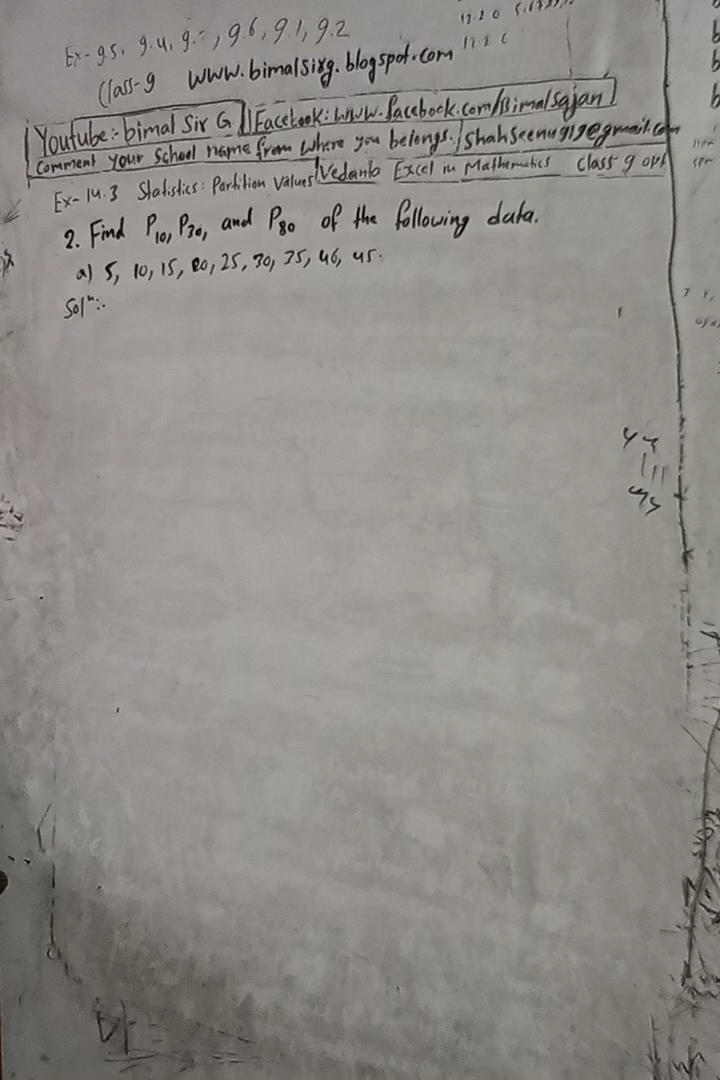 Ex- 9.5, 9.4, 9. , 9.6, 9.1, 9.2
Class-9 www.bimalsirg.blogspot.com
Youtube:- bimal Sir G. || Facebook: www.facebook.com/Bimalsajan
Comment your School name from where you belongs. /
Ex- 14.3 Statistics: Partition Values / Vedanta Excel in Mathematics class 9 opt
2. Find P10, P30, and P80 of the following data.
a) 5, 10, 15, 20, 25, 30, 35, 40, 45.
Solⁿ:.